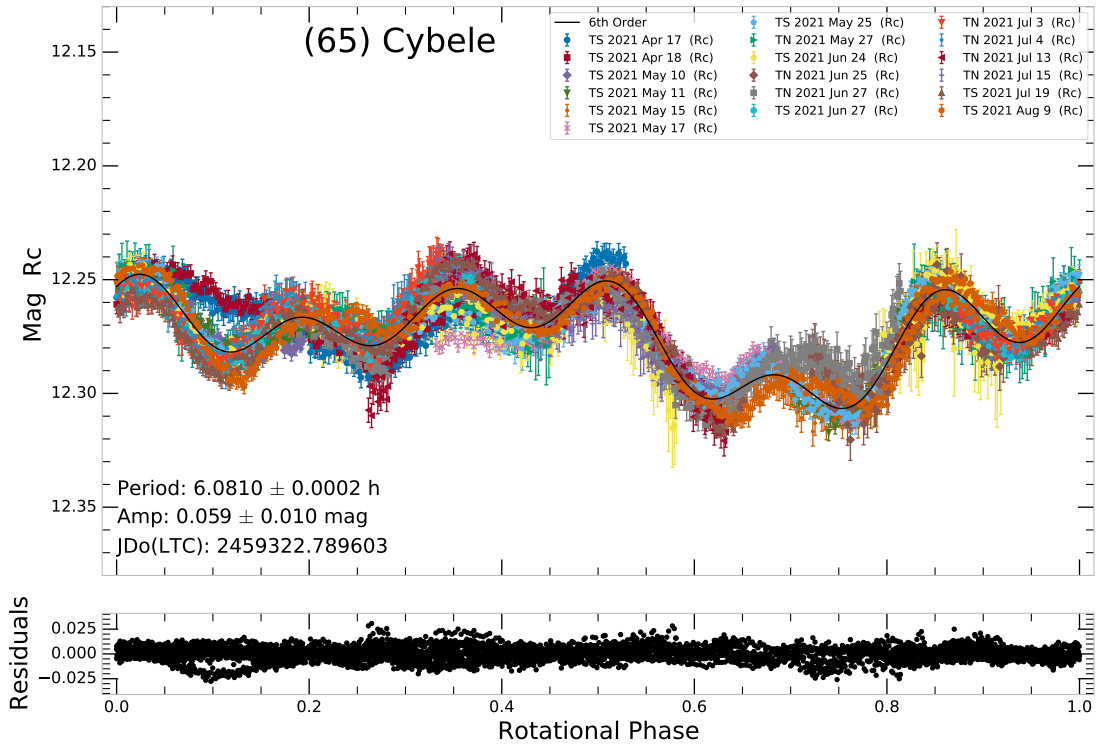 (65) Cybele
6th Order
TS 2021 Apr 17 (Rc)
TS 2021 Apr 18 (Rc)
TS 2021 May 10 (Rc)
TS 2021 May 11 (Rc)
TS 2021 May 15 (Rc)
TS 2021 May 17 (Rc)
TS 2021 May 25 (Rc)
TN 2021 May 27 (Rc)
TS 2021 Jun 24 (Rc)
TN 2021 Jun 25 (Rc)
TN 2021 Jun 27 (Rc)
TS 2021 Jun 27 (Rc)
TN 2021 Jul 3 (Rc)
TN 2021 Jul 4 (Rc)
TN 2021 Jul 13 (Rc)
TN 2021 Jul 15 (Rc)
TS 2021 Jul 19 (Rc)
TS 2021 Aug 9 (Rc)
12.15
12.20
12.25
12.30
12.35
Mag Rc
Period: 6.0810 ± 0.0002 h
Amp: 0.059 ± 0.010 mag
JDo(LTC): 2459322.789603
0.025
0.000
−0.025
Residuals
0.0
0.2
0.4
0.6
0.8
1.0
Rotational Phase